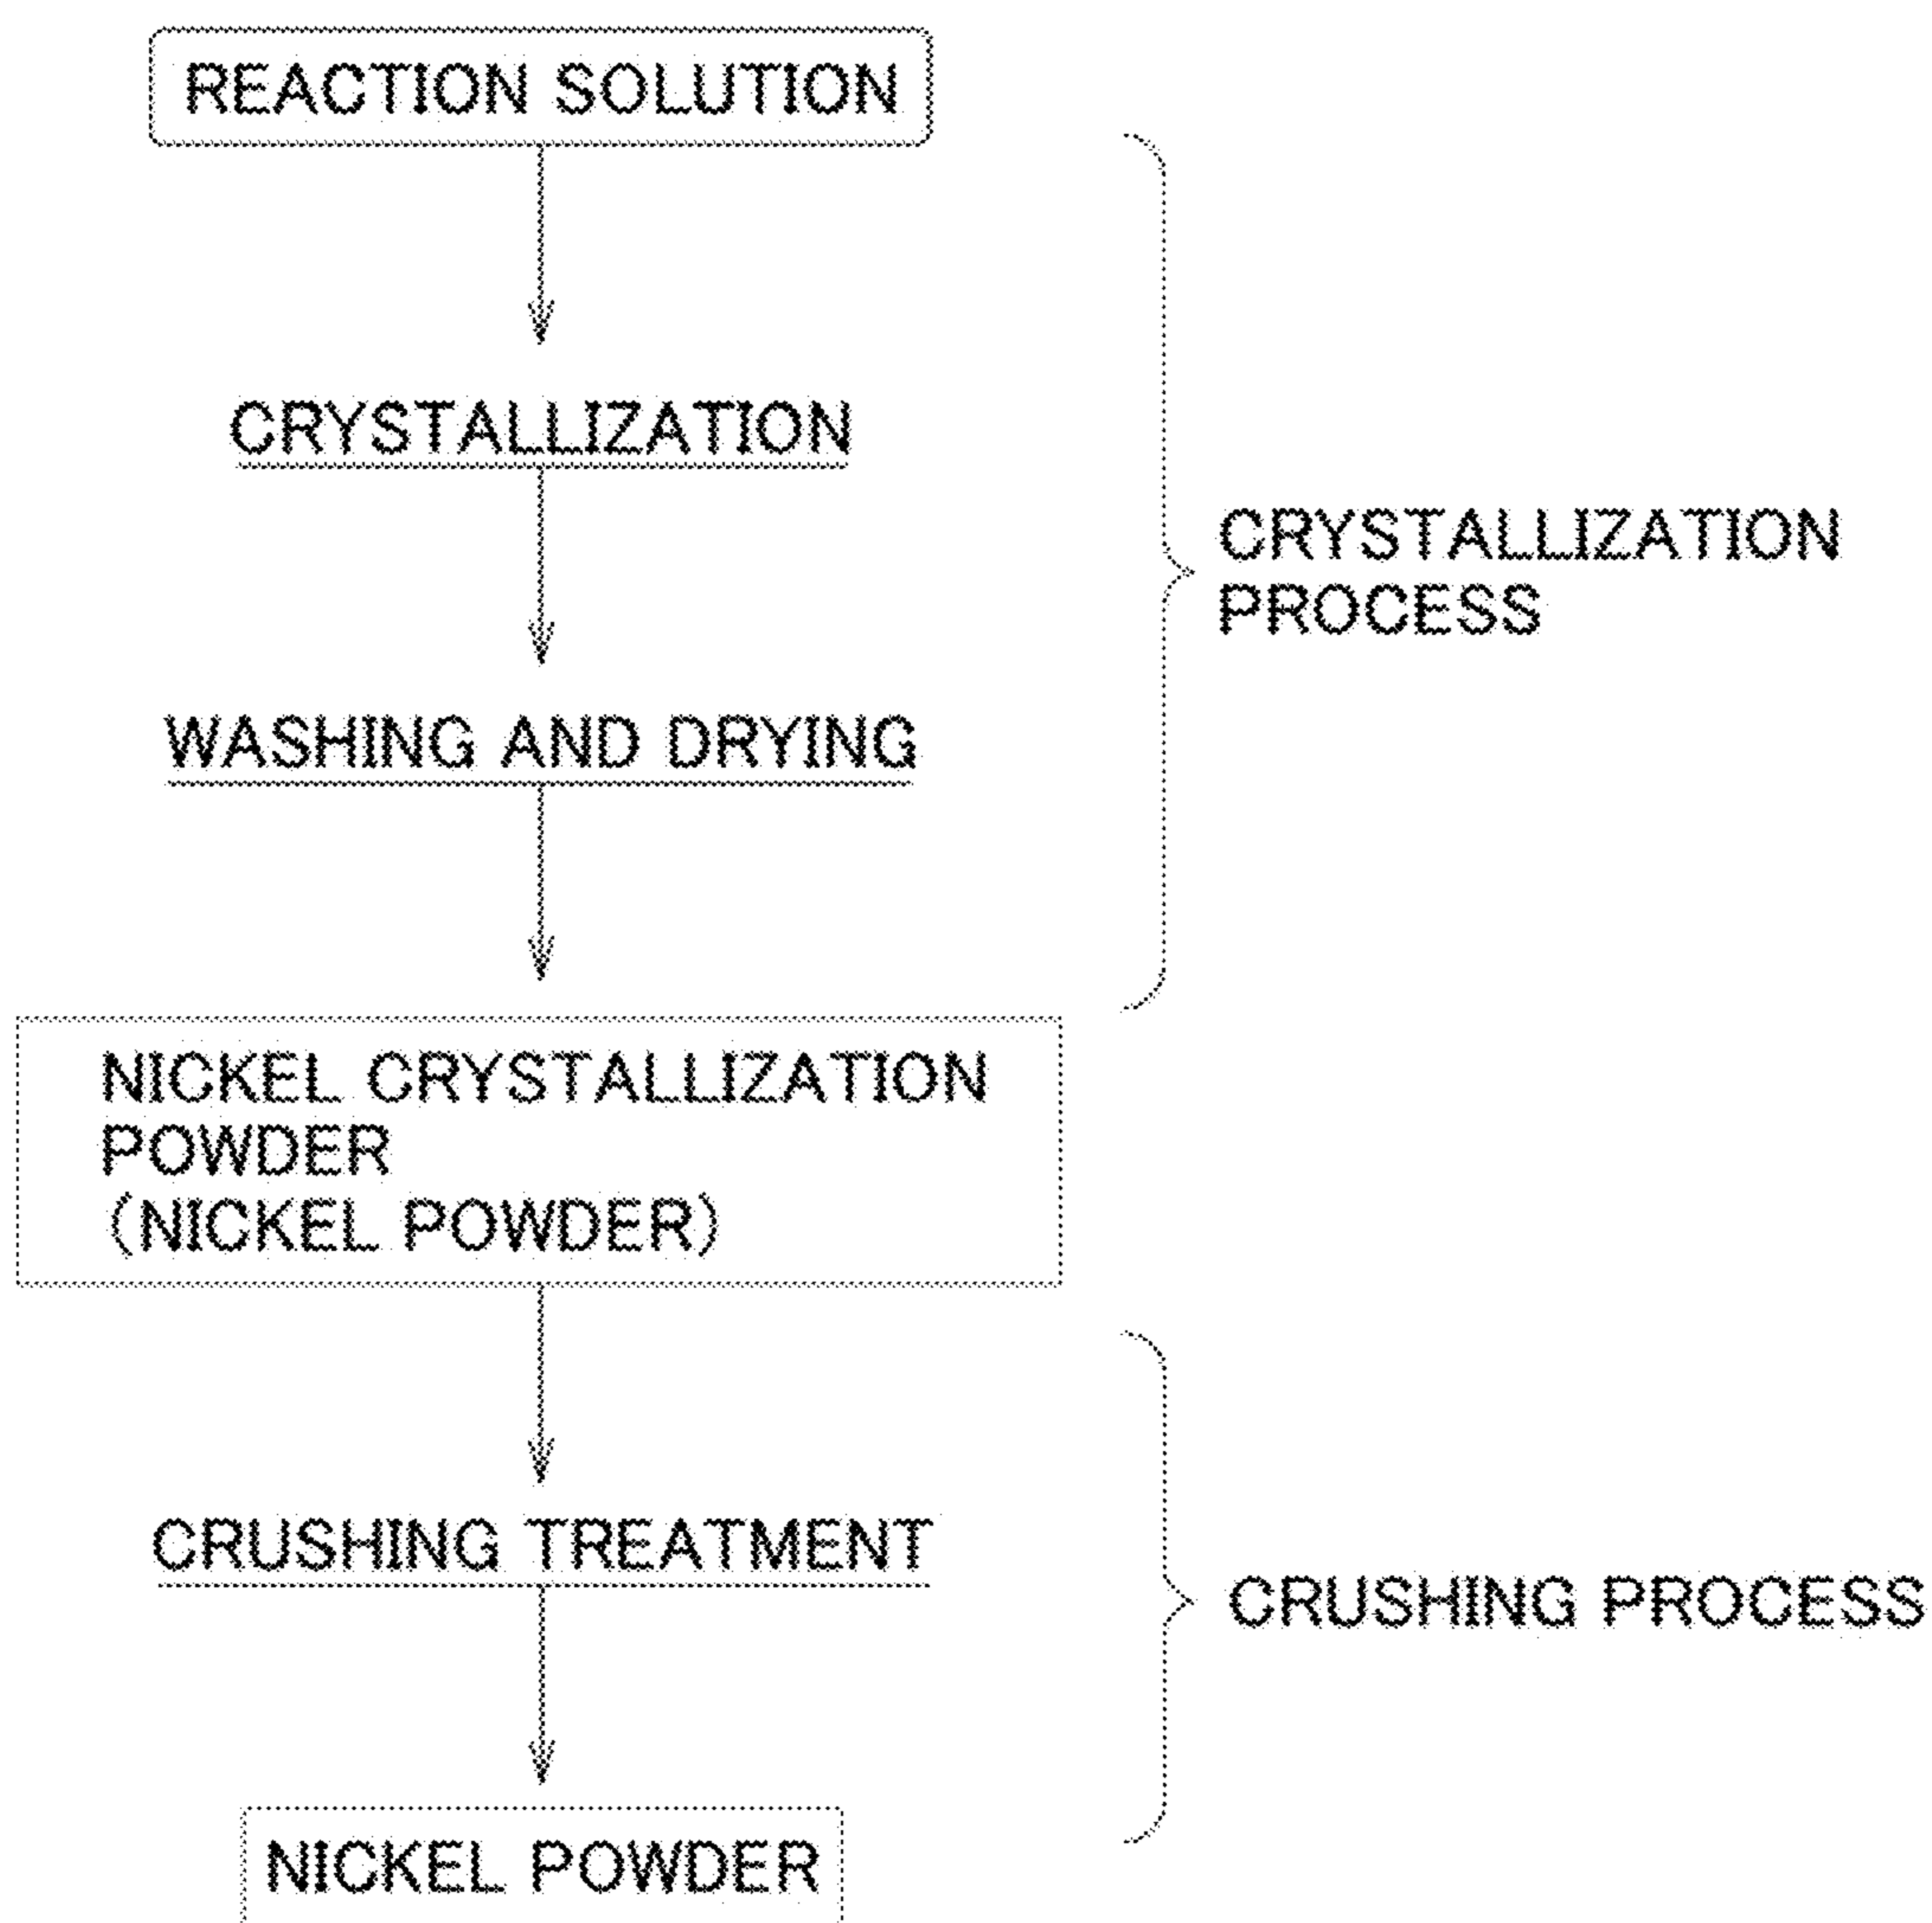 REACTION SOLUTION
CRYSTALLIZATION
WASHING AND DRYING
CRYSTALLIZATION
PROCESS
NICKEL CRYSTALLIZATION
POWDER
(NICKEL POWDER)
CRUSHING TREATMENT
CRUSHING PROCESS
NICKEL POWDER